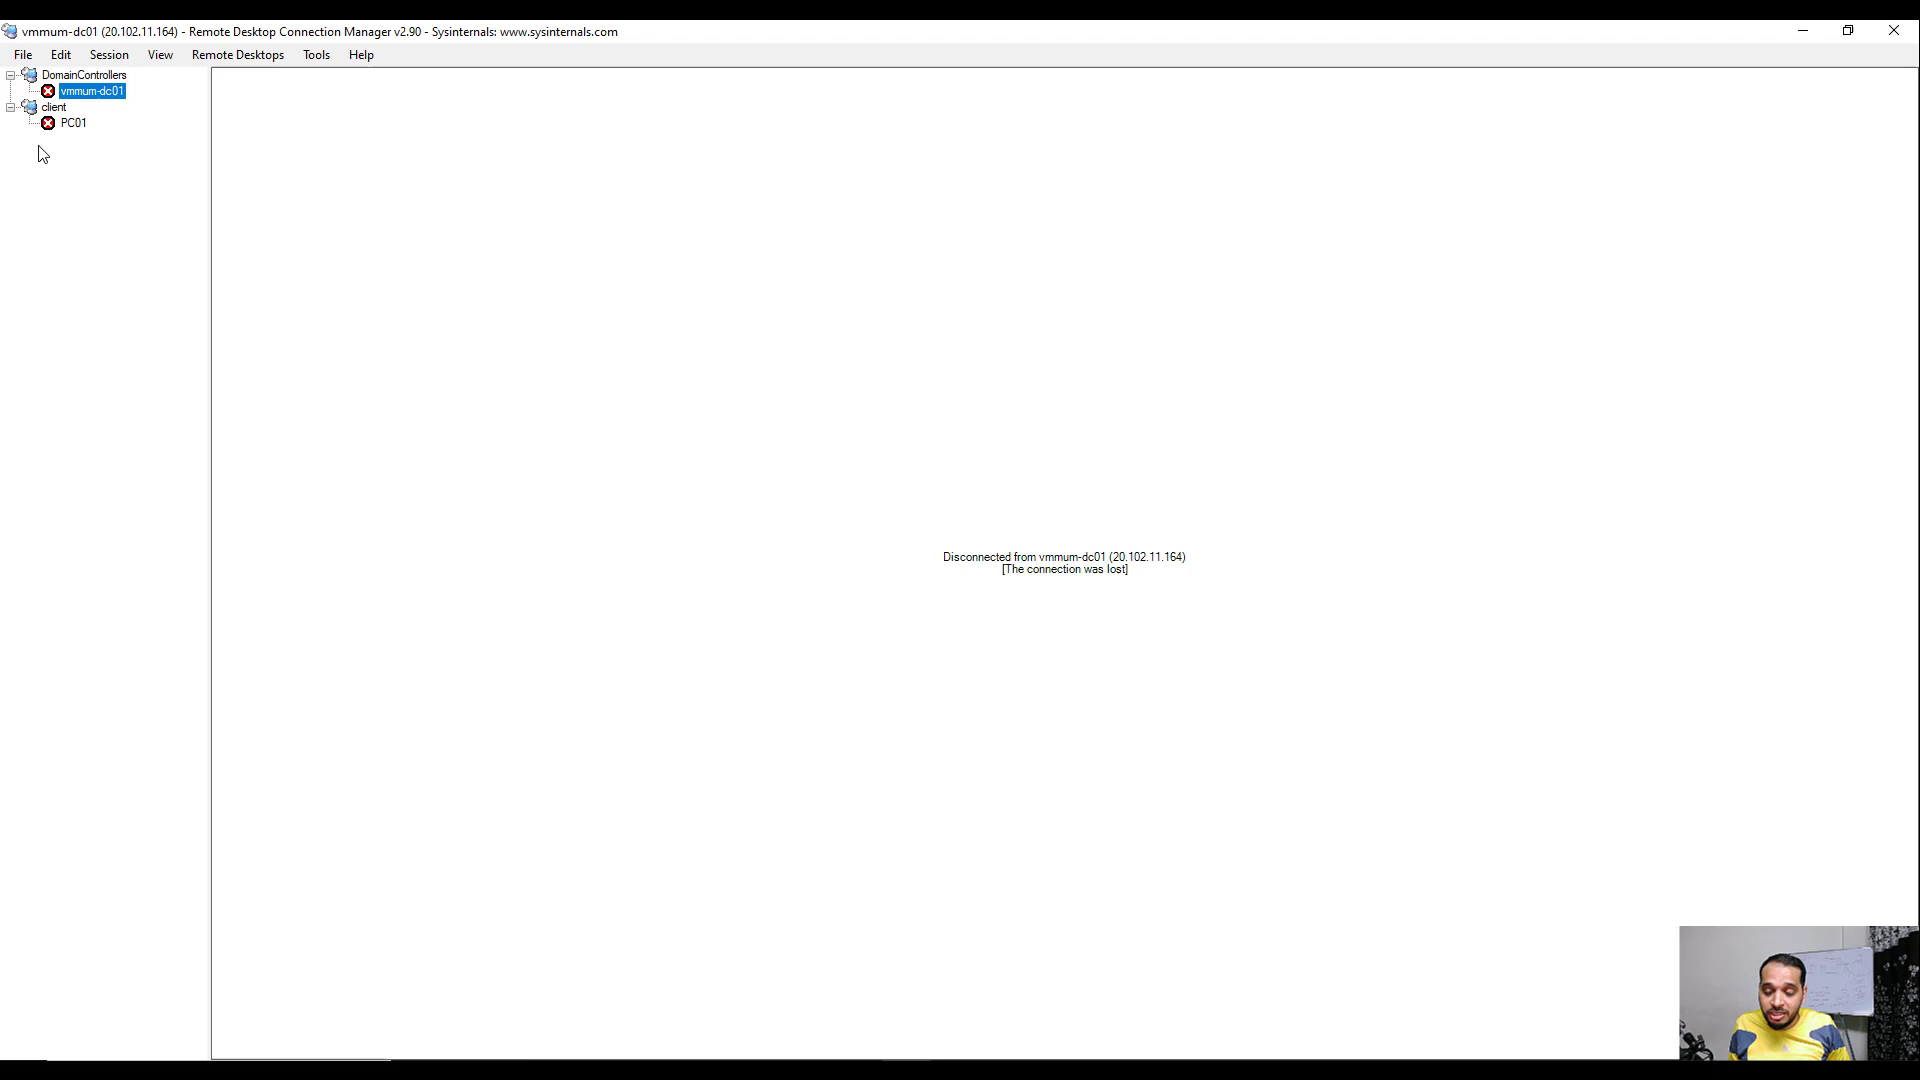 vmmum-dc01 (20.102.11.164) - Remote Desktop Connection Manager v2.90 - Sysinternals: www.sysinternals.com
File Edit Session View Remote Desktops Tools Help
DomainControllers
vmmum-dc01
client
PC01
Disconnected from vmmum-dc01 (20.102.11.164)
[The connection was lost]